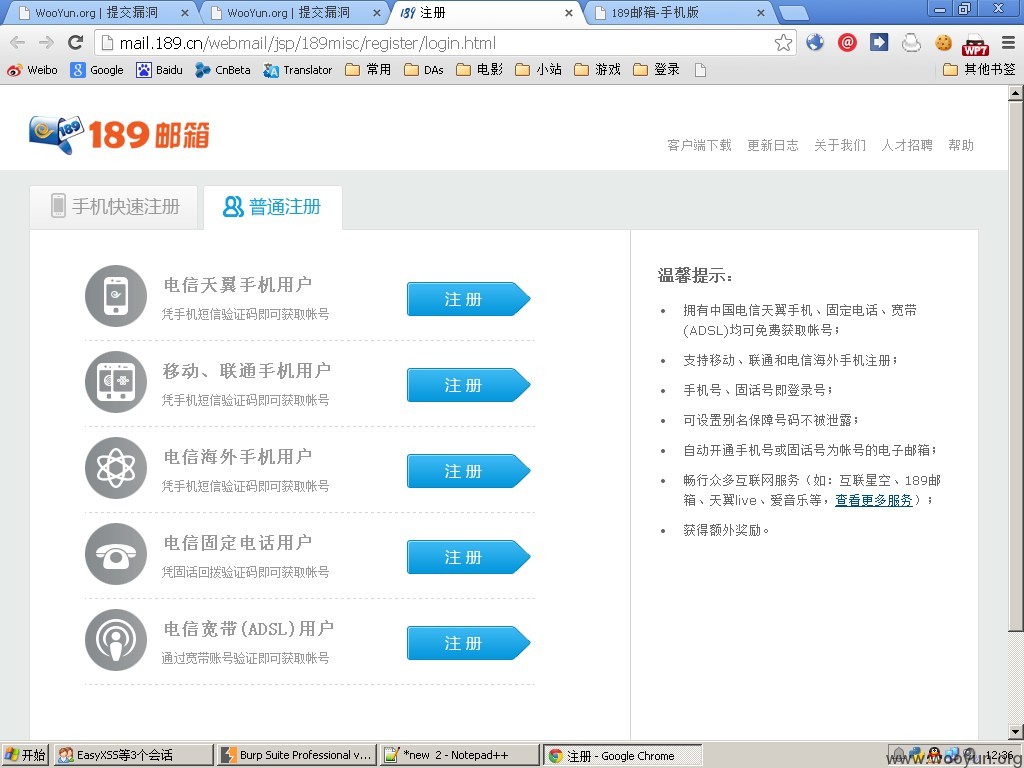 WooYun.org | 提交漏洞
WooYun.org | 提交漏洞
189 注册
189邮箱-手机版
mail.189.cn/webmail/jsp/189misc/register/login.html
WPT
Weibo
Google
Baidu
CnBeta
Translator
常用
DAs
电影
小站
游戏
登录
其他书签
189 邮箱
客户端下载 更新日志 关于我们 人才招聘 帮助
手机快速注册
普通注册
电信天翼手机用户
凭手机短信验证码即可获取帐号
注 册
移动、联通手机用户
凭手机短信验证码即可获取帐号
注 册
电信海外手机用户
凭手机短信验证码即可获取帐号
注 册
电信固定电话用户
凭固话回拨验证码即可获取帐号
注 册
电信宽带(ADSL)用户
通过宽带账号验证即可获取帐号
注 册
温馨提示：
拥有中国电信天翼手机、固定电话、宽带
(ADSL)均可免费获取帐号；
支持移动、联通和电信海外手机注册；
手机号、固话号即登录号；
可设置别名保障号码不被泄露；
自动开通手机号或固话号为帐号的电子邮箱；
畅行众多互联网服务（如：互联星空、189邮
箱、天翼live、爱音乐等，查看更多服务）；
获得额外奖励。
开始
EasyXSS等3个会话
Burp Suite Professional v...
*new 2 - Notepad++
注册 - Google Chrome
12:36
www.wooyun.org